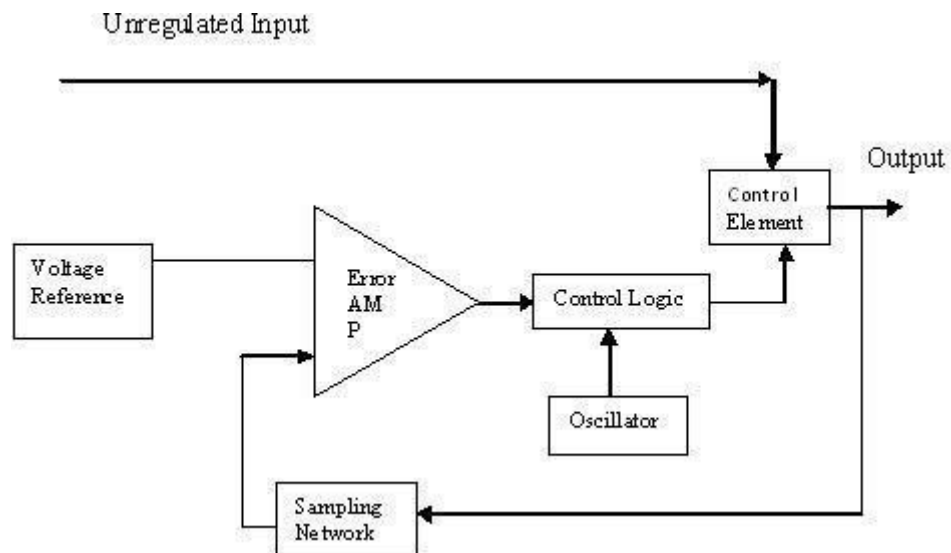 Unregulated Input
Output
Control
Element
Voltage
Reference
Error
AM
P
Control Logic
Oscillator
Sampling
Network